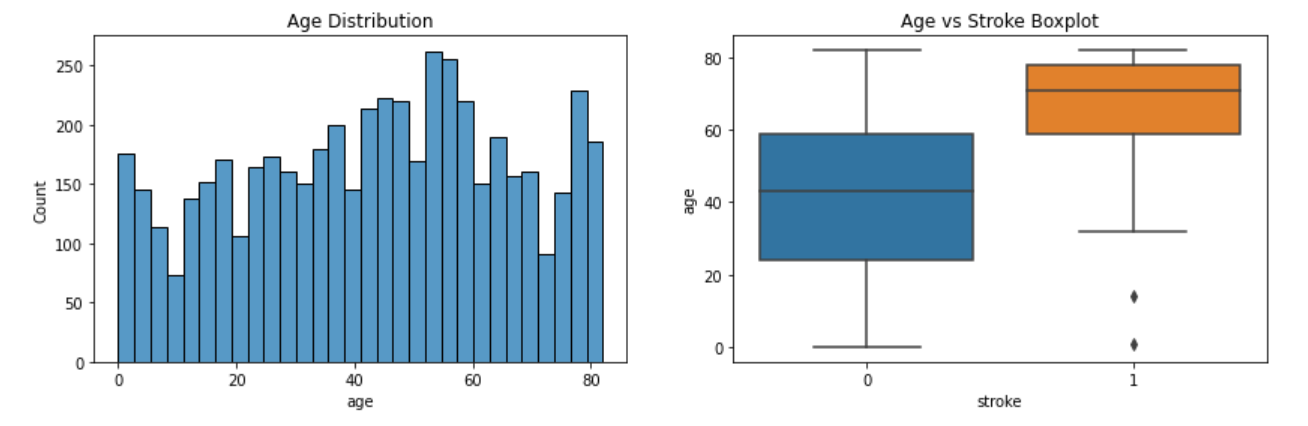 Age Distribution
250
200
150
100
50
0
Count
0 20 40 60 80
age
Age vs Stroke Boxplot
80
60
40
20
0
age
0 1
stroke